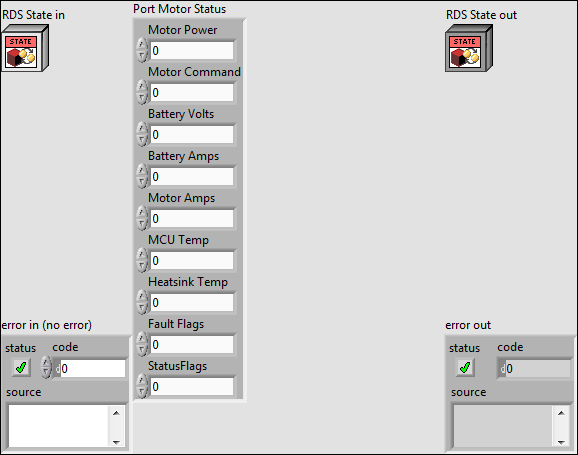 RDS State in
STATE
Port Motor Status
Motor Power
0
Motor Command
0
Battery Volts
0
Battery Amps
0
Motor Amps
0
MCU Temp
0
Heatsink Temp
0
Fault Flags
0
StatusFlags
0
RDS State out
STATE
error in (no error)
status code
d0
source
error out
status code
d0
source